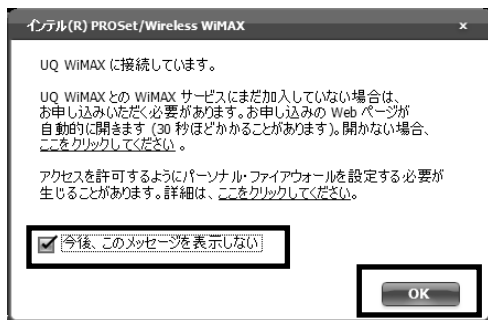 インテル(R) PROSet/Wireless WiMAX x
UQ WiMAX に接続しています。
UQ WiMAX との WiMAX サービスにまだ加入していない場合は、
お申し込みいただく必要があります。お申し込みの Web ページが
自動的に開きます (30 秒ほどかかることがあります)。開かない場合、
ここをクリックしてください 。
アクセスを許可するようにパーソナル・ファイアウォールを設定する必要が
生じることがあります。詳細は、ここをクリックしてください。
今後、このメッセージを表示しない
OK